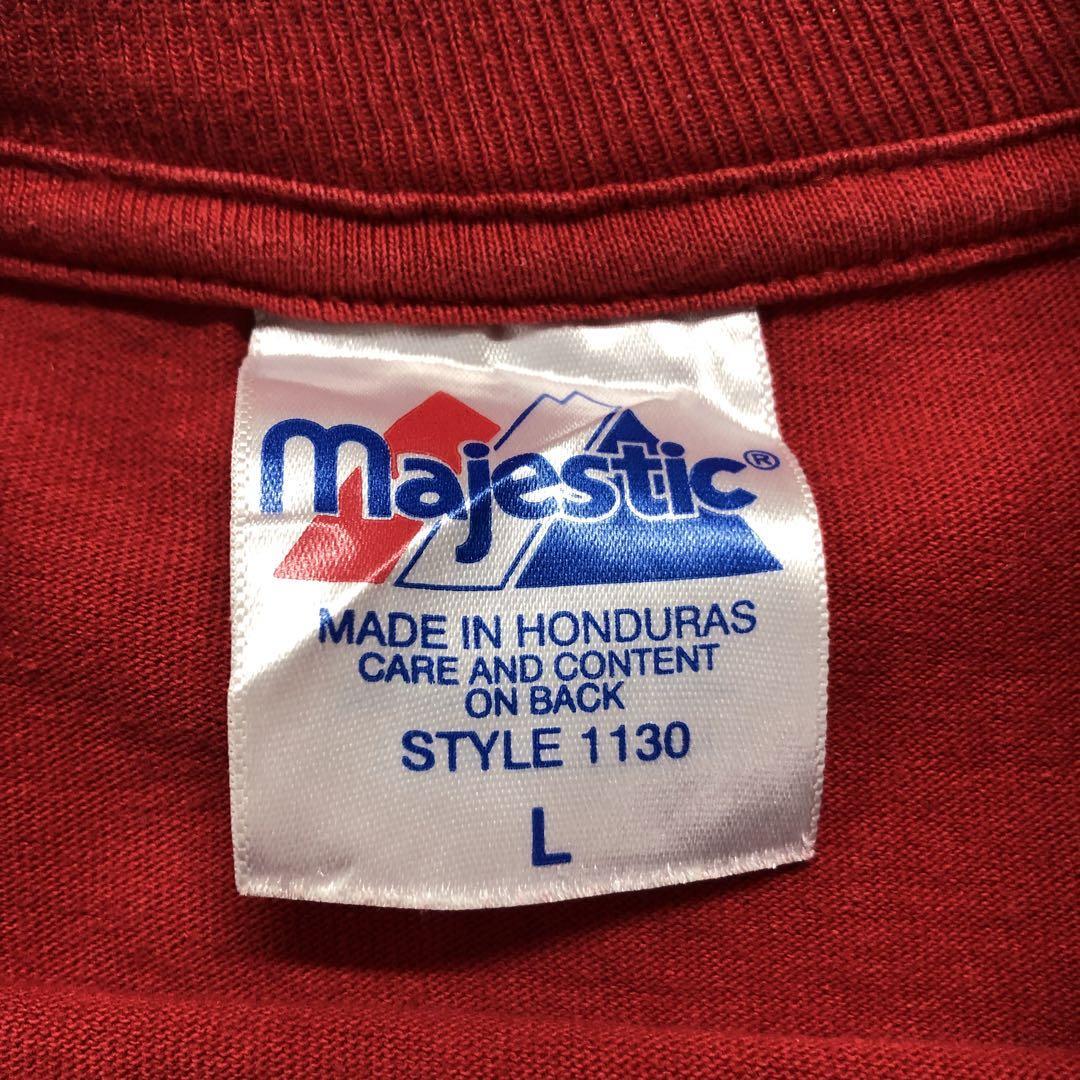 majestic®
MADE IN HONDURAS
CARE AND CONTENT
ON BACK
STYLE 1130
L